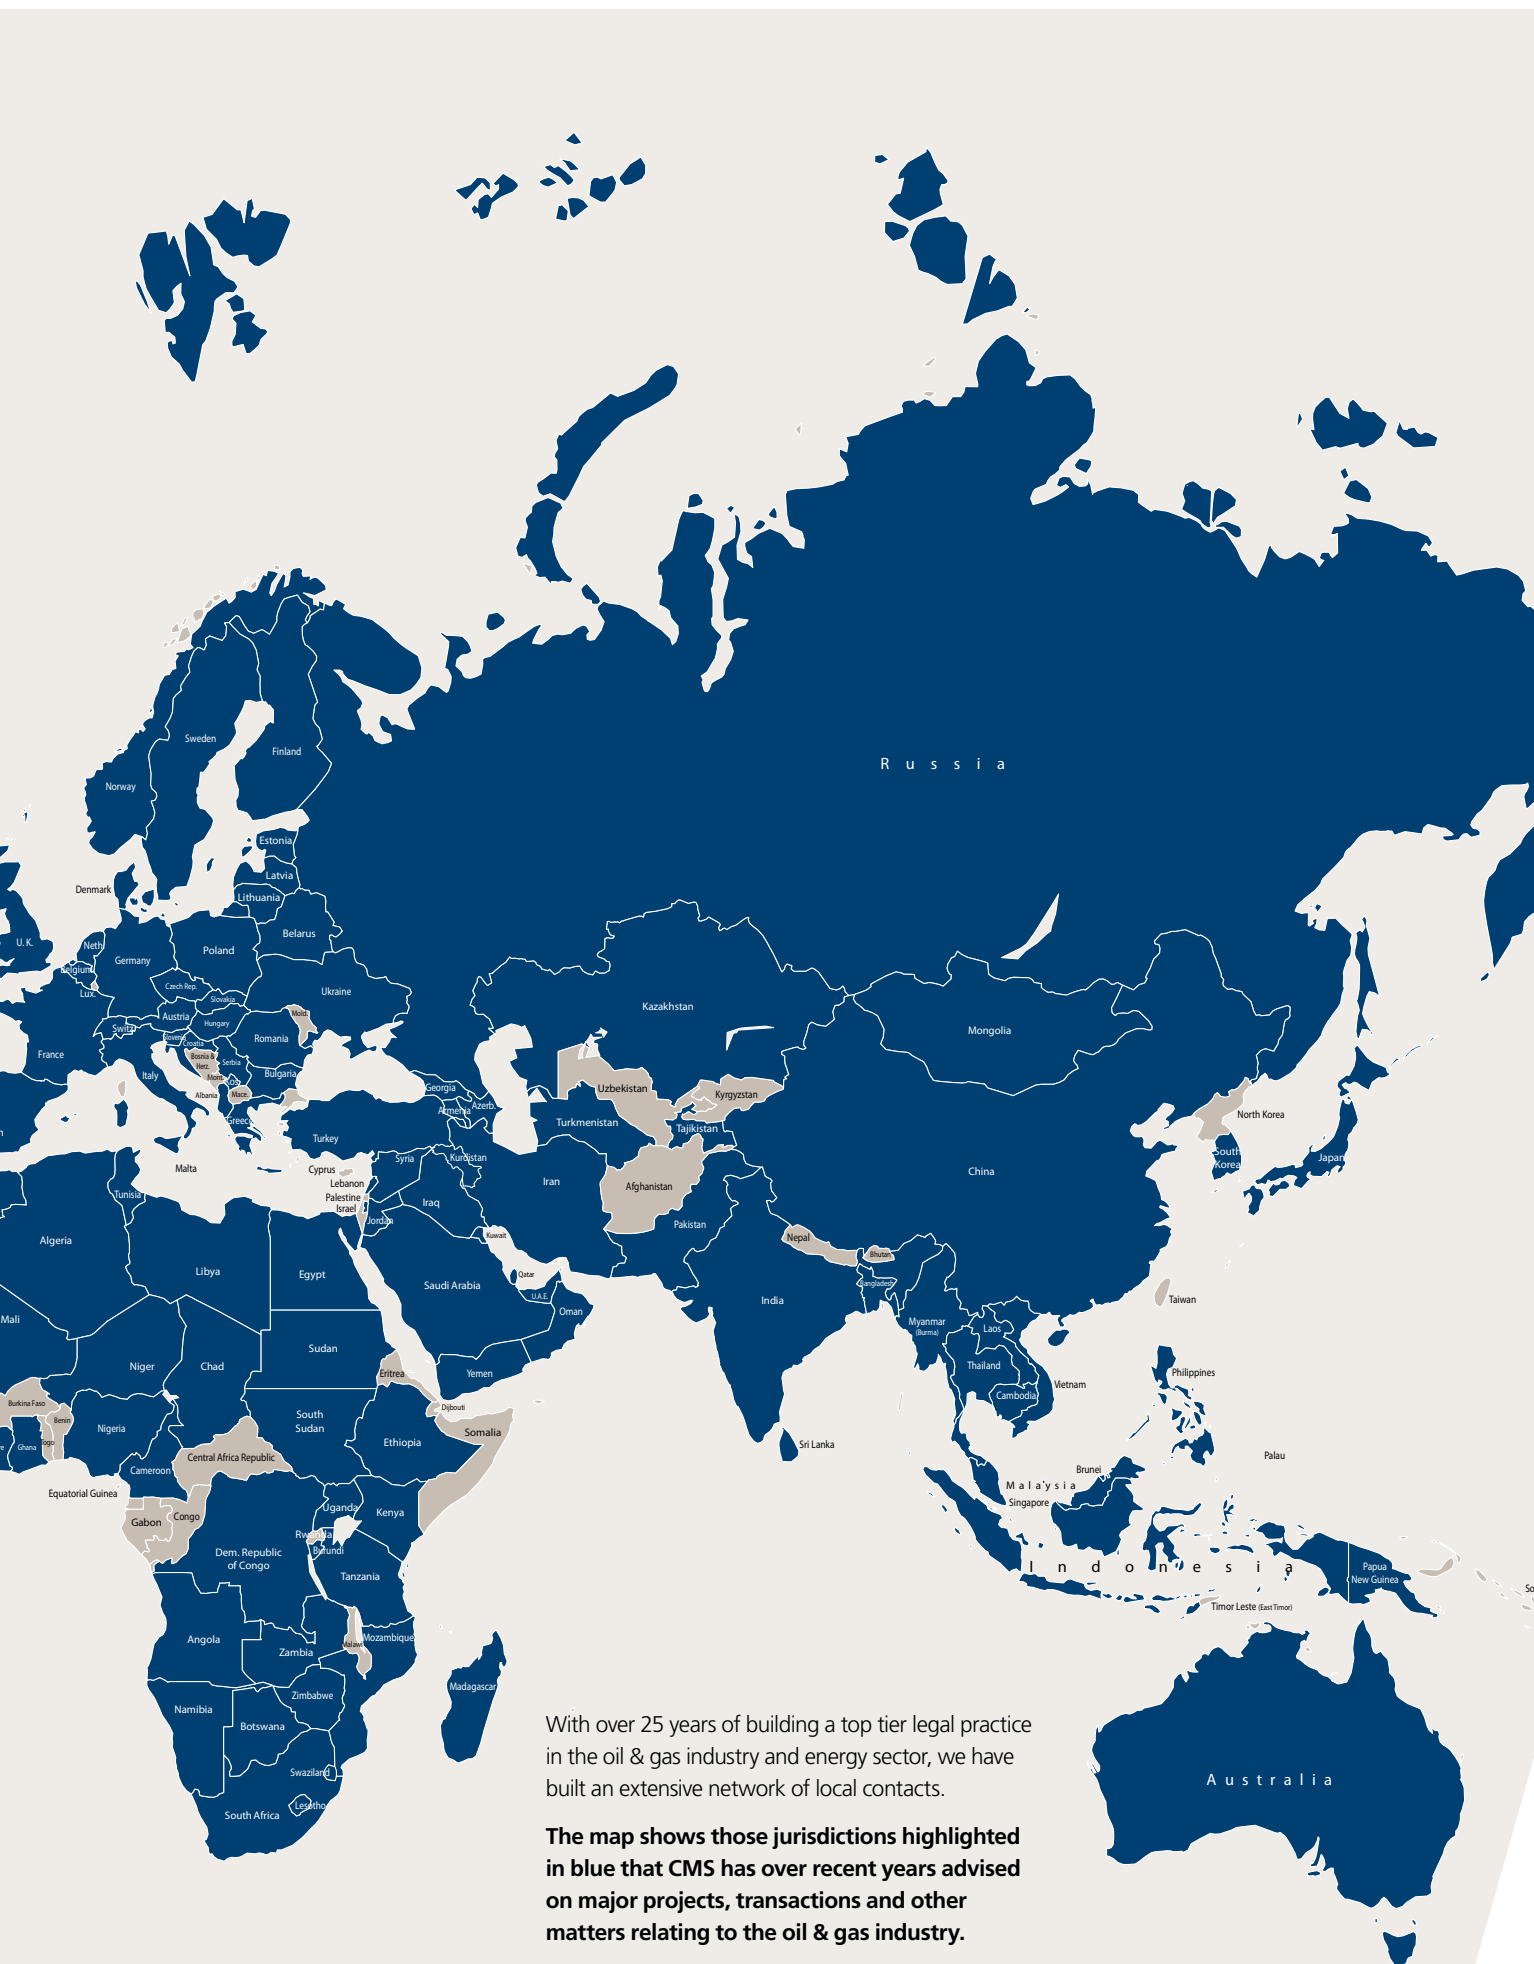 Russia
Sweden
Finland
Norway
Estonia
Latvia
Denmark
Lithuania
Belarus
U.K.
Neth.
Poland
Germany
Belgium
Czech Rep.
Ukraine
Lux.
Slovakia
Kazakhstan
Austria
Mold.
Hungary
Switz.
Mongolia
Romania
Slovenia
Croatia
France
Bosnia &
Herz.
Serbia
Italy
Bulgaria
Mont.
Kos.
Georgia
Uzbekistan
Albania
Mace.
Kyrgyzstan
Azerb.
Armenia
North Korea
Greece
Turkmenistan
Tajikistan
Turkey
South
Korea
Japan
Syria
Kurdistan
Malta
Cyprus
China
Lebanon
Iran
Afghanistan
Palestine
Tunisia
Israel
Iraq
Jordan
Pakistan
Kuwait
Nepal
Algeria
Bhutan
Libya
Egypt
Qatar
Saudi Arabia
Bangladesh
U.A.E.
India
Taiwan
Oman
Mali
Myanmar
(Burma)
Laos
Sudan
Niger
Chad
Thailand
Eritrea
Yemen
Philippines
Vietnam
Cambodia
Burkina Faso
Djibouti
South
Sudan
Benin
Nigeria
Somalia
Togo
Ghana
Ethiopia
Sri Lanka
Central Africa Republic
Palau
Cameroon
Brunei
Malaysia
Equatorial Guinea
Singapore
Uganda
Kenya
Congo
Gabon
Rwanda
Burundi
Dem. Republic
of Congo
Indonesia
Papua
New Guinea
Tanzania
Timor Leste (East Timor)
Angola
Mozambique
Malawi
Zambia
Madagascar
Zimbabwe
Namibia
Botswana
Swaziland
Lesotho
South Africa
Australia
With over 25 years of building a top tier legal practice
in the oil & gas industry and energy sector, we have
built an extensive network of local contacts.
The map shows those jurisdictions highlighted
in blue that CMS has over recent years advised
on major projects, transactions and other
matters relating to the oil & gas industry.